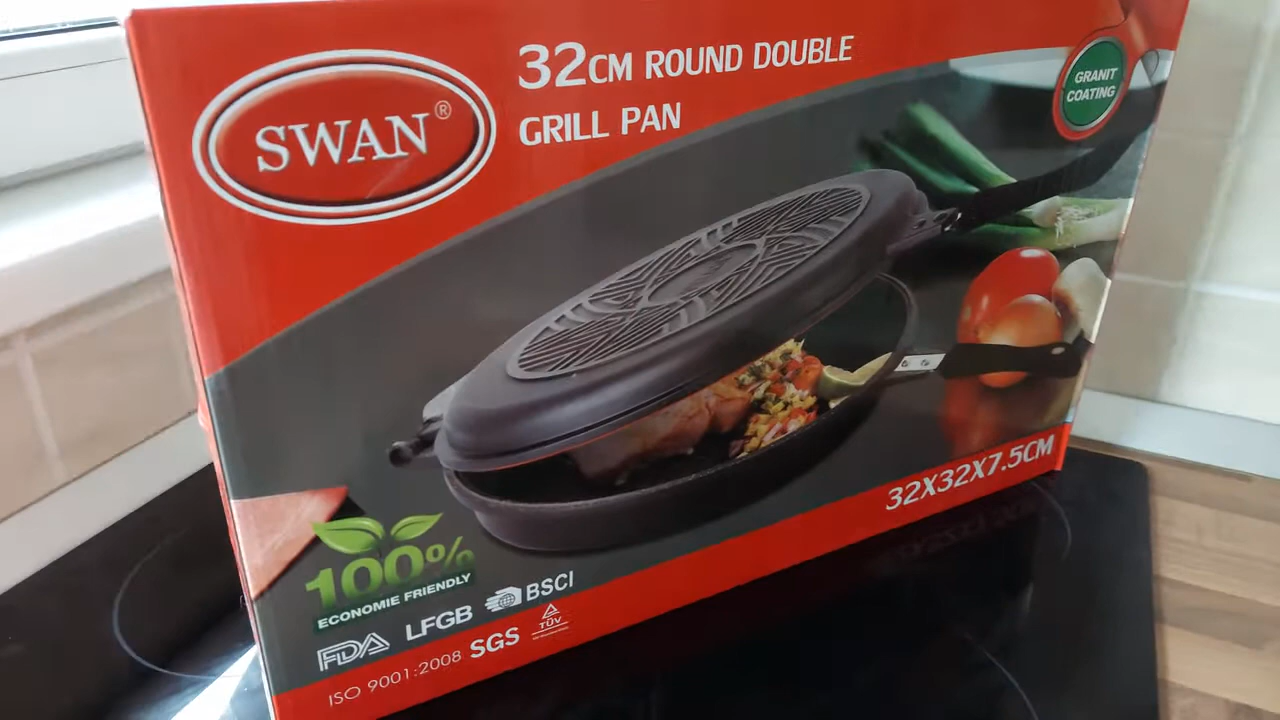 SWAN®
32CM ROUND DOUBLE
GRILL PAN
GRANIT
COATING
32X32X7.5CM
100%
ECONOMIE FRIENDLY
FDA LFGB BSCI
ISO 9001:2008 SGS TÜV